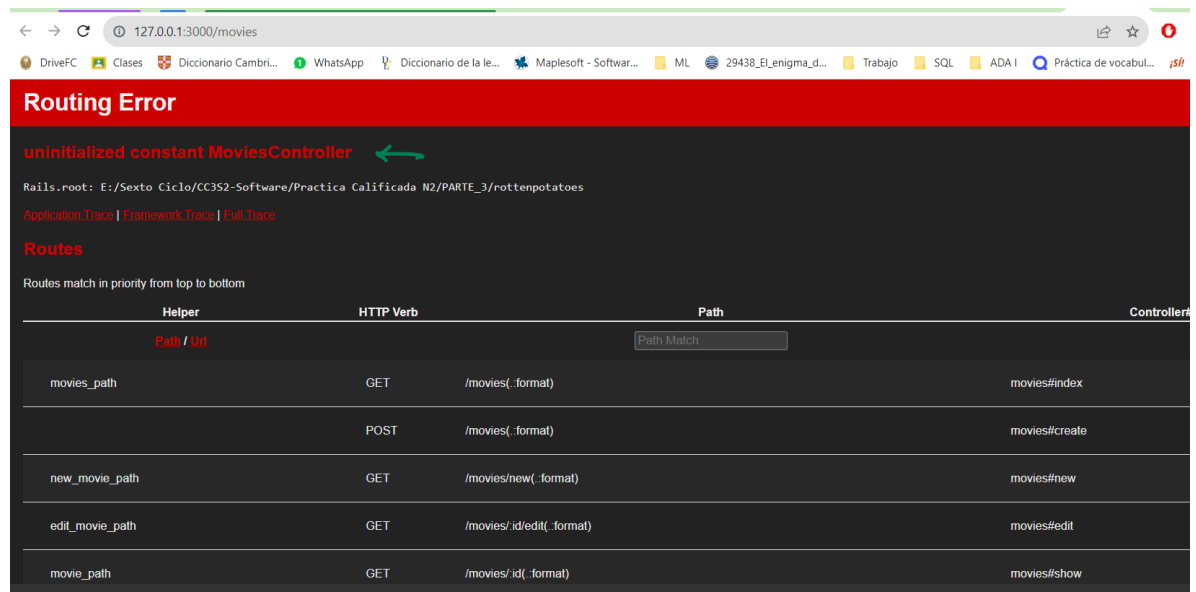 127.0.0.1:3000/movies
DriveFC Clases Diccionario Cambri... WhatsApp Diccionario de la le... Maplesoft - Softwar... ML 29438_El_enigma_d... Trabajo SQL ADA I Práctica de vocabul... ¡SÍ!
Routing Error
uninitialized constant MoviesController
Rails.root: E:/Sexto Ciclo/CC3S2-Software/Practica Calificada N2/PARTE_3/rottenpotatoes
Application Trace | Framework Trace | Full Trace
Routes
Routes match in priority from top to bottom
Helper HTTP Verb Path Controller#
Path / Url Path Match
movies_path GET /movies(.:format) movies#index
POST /movies(.:format) movies#create
new_movie_path GET /movies/new(.:format) movies#new
edit_movie_path GET /movies/:id/edit(.:format) movies#edit
movie_path GET /movies/:id(.:format) movies#show